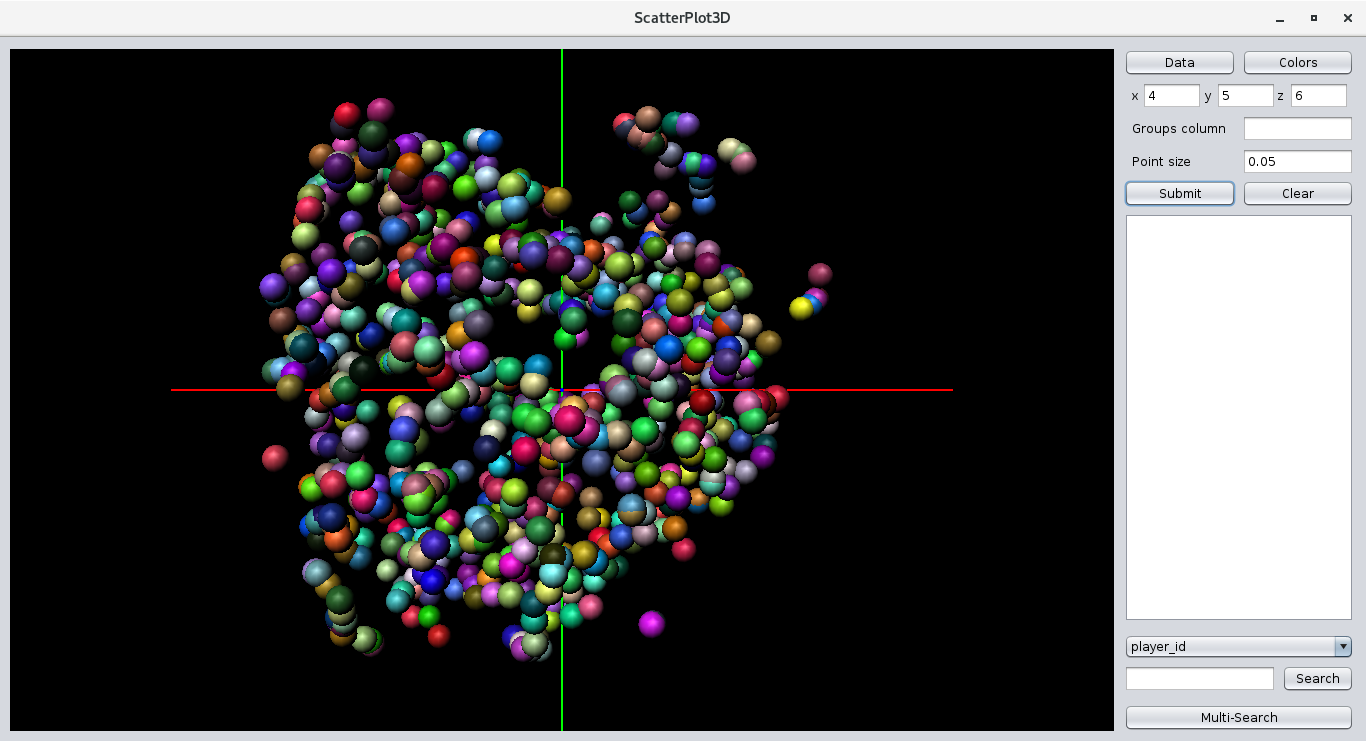 ScatterPlot3D
Data Colors
x 4 y 5 z 6
Groups column
Point size 0.05
Submit Clear
player_id
Search
Multi-Search